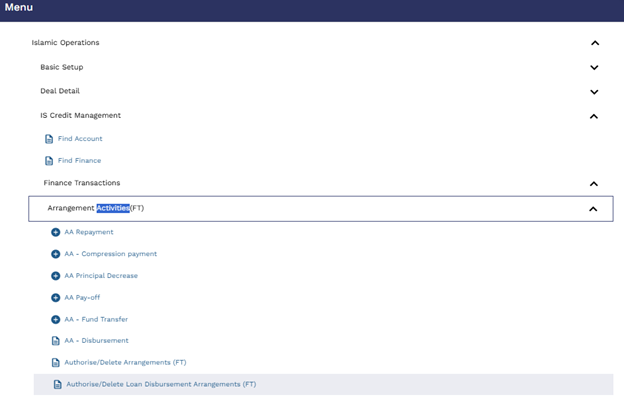 Menu
Islamic Operations
Basic Setup
Deal Detail
IS Credit Management
Find Account
Find Finance
Finance Transactions
Arrangement Activities(FT)
AA Repayment
AA - Compression payment
AA Principal Decrease
AA Pay-off
AA - Fund Transfer
AA - Disbursement
Authorise/Delete Arrangements (FT)
Authorise/Delete Loan Disbursement Arrangements (FT)